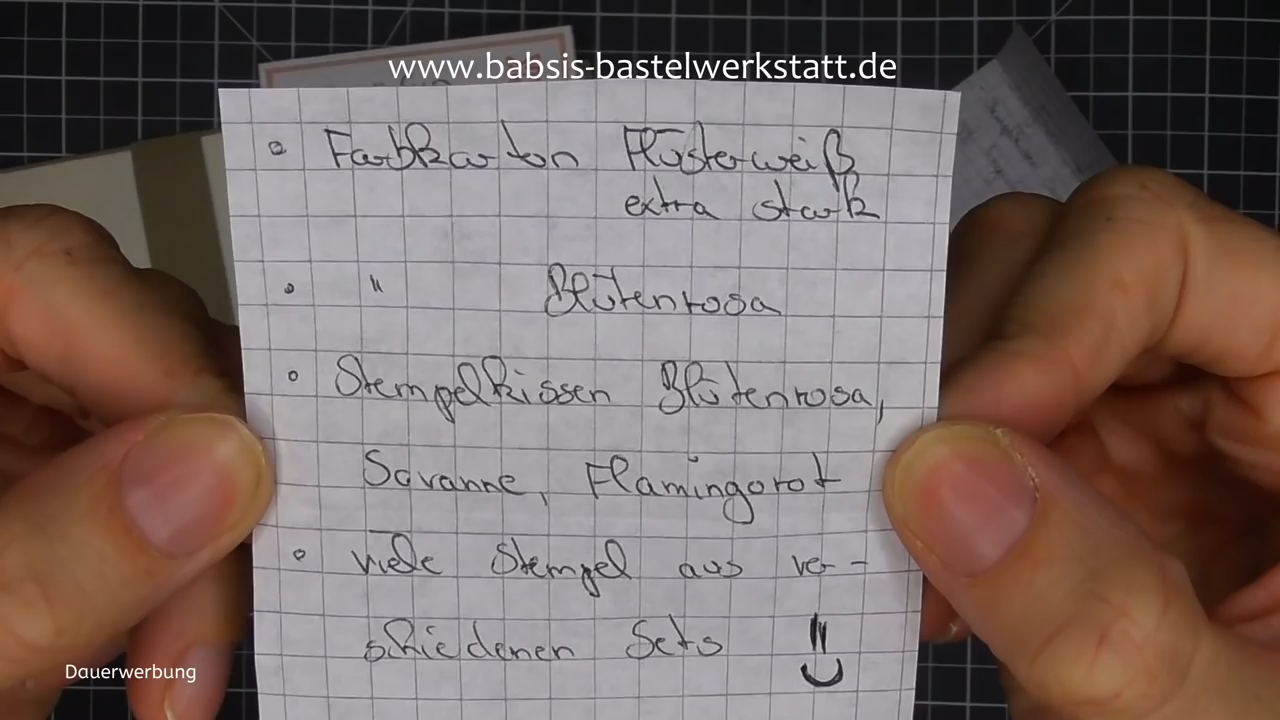 www.babsis-bastelwerkstatt.de
◦ Farbkarton Flüsterweiß
extra stark
◦ " Blütenrosa
◦ Stempelkissen Blütenrosa,
Savanne, Flamingorot
◦ viele Stempel aus ver-
schiedenen Sets
Dauerwerbung